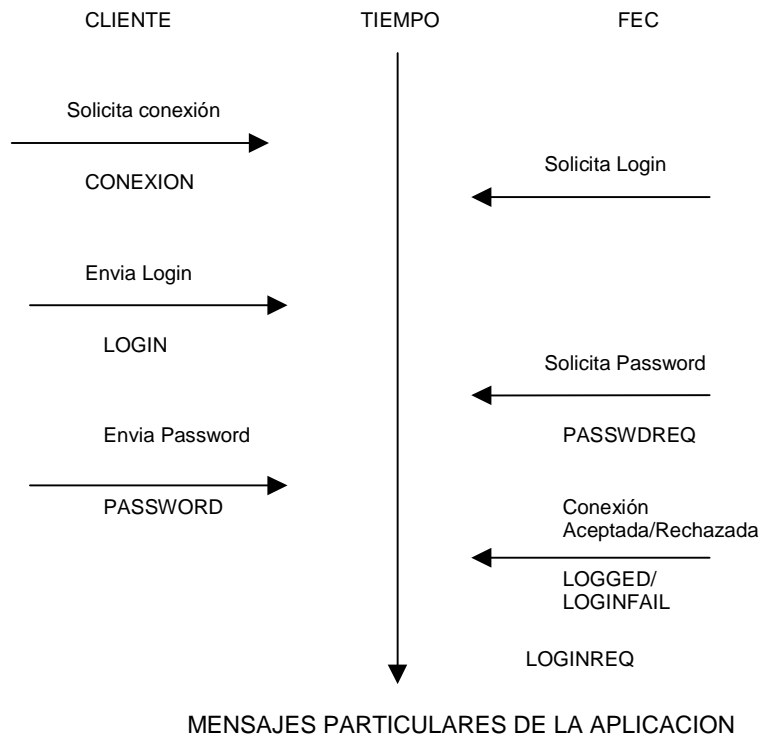 CLIENTE TIEMPO FEC
Solicita conexión
CONEXION
Solicita Login
Envia Login
LOGIN
Solicita Password
Envia Password
PASSWDREQ
PASSWORD
Conexión
Aceptada/Rechazada
LOGGED/
LOGINFAIL
LOGINREQ
MENSAJES PARTICULARES DE LA APLICACION